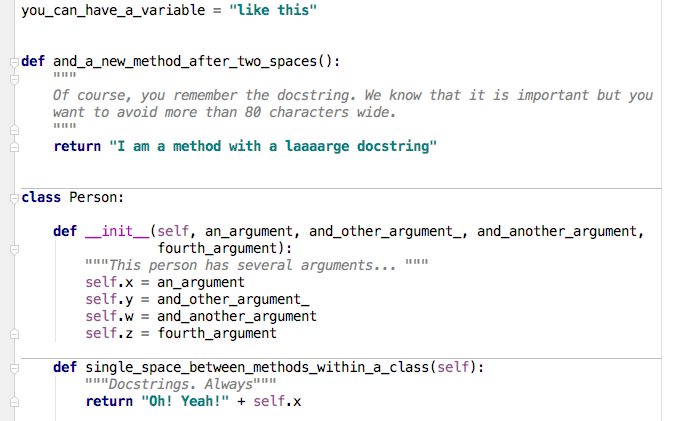 you_can_have_a_variable = "like this"
def and_a_new_method_after_two_spaces():
"""
Of course, you remember the docstring. We know that it is important but you
want to avoid more than 80 characters wide.
"""
return "I am a method with a laaaarge docstring"
class Person:
def __init__(self, an_argument, and_other_argument_, and_another_argument,
fourth_argument):
"""This person has several arguments... """
self.x = an_argument
self.y = and_other_argument_
self.w = and_another_argument
self.z = fourth_argument
def single_space_between_methods_within_a_class(self):
"""Docstrings. Always"""
return "Oh! Yeah!" + self.x